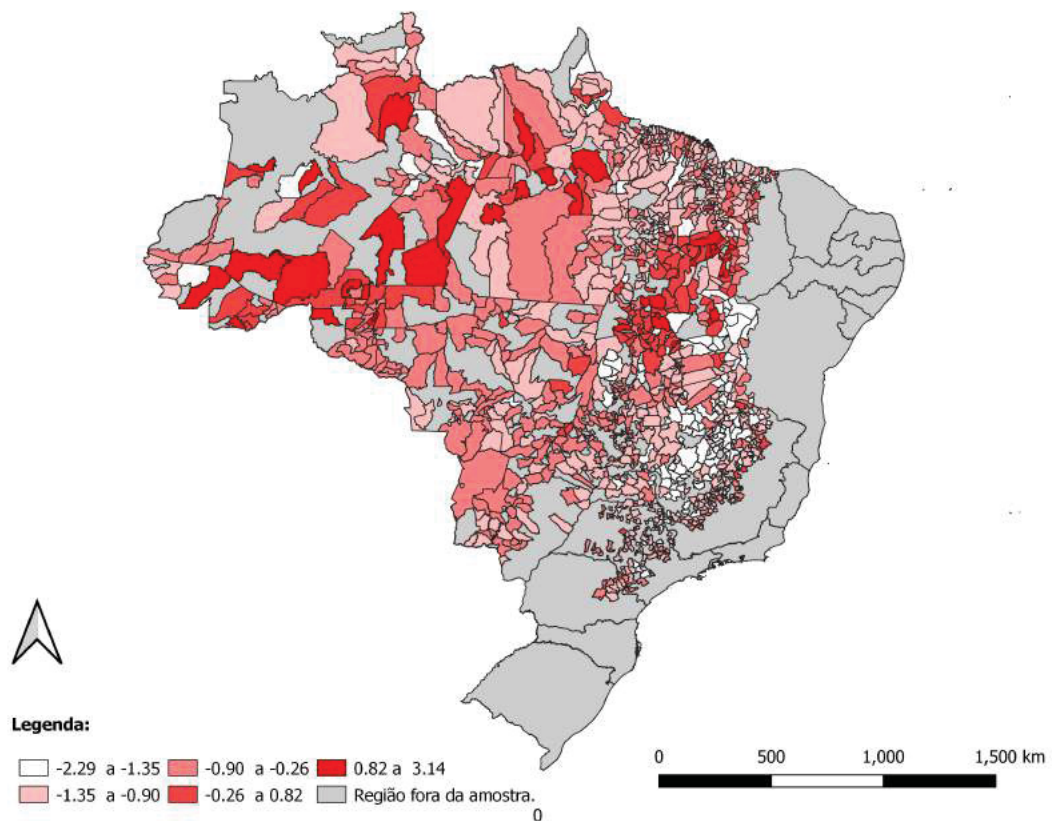 Legenda:
0 500 1,000 1,500 km
-2.29 a -1.35 -0.90 a -0.26 0.82 a 3.14
-1.35 a -0.90 -0.26 a 0.82 Região fora da amostra.
0